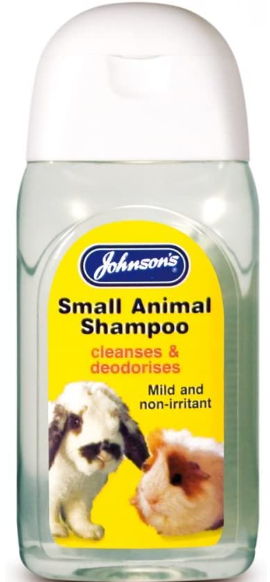 Johnson's®
Small Animal
Shampoo
cleanses &
deodorises
Mild and
non-irritant